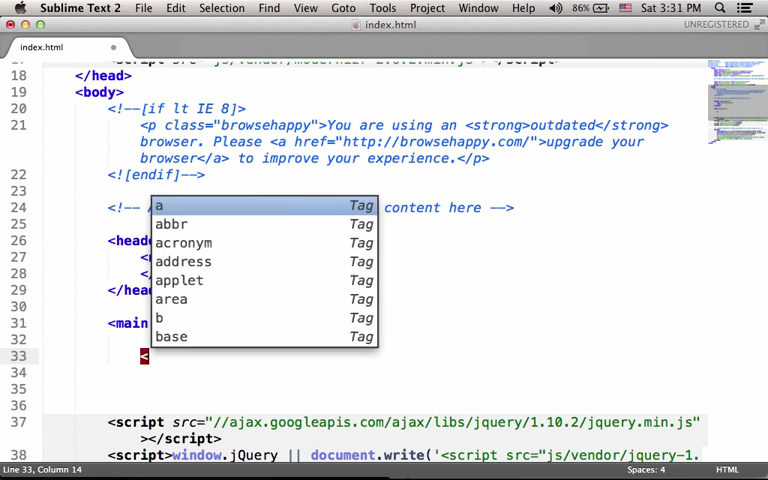 Sublime Text 2 File Edit Selection Find View Goto Tools Project Window Help 86% Sat 3:31 PM
index.html UNREGISTERED
index.html
18 </head>
19 <body>
20 <!--[if lt IE 8]>
21 <p class="browsehappy">You are using an <strong>outdated</strong>
browser. Please <a href="http://browsehappy.com/">upgrade your
browser</a> to improve your experience.</p>
22 <![endif]-->
23
24 <!-- content here -->
25
26 <heade
27 <n
28 </
29 </hea
30
31 <main
32
33 <
34
35
36
37 <script src="//ajax.googleapis.com/ajax/libs/jquery/1.10.2/jquery.min.js"
></script>
38 <script>window.jQuery || document.write('<script src="js/vendor/jquery-1.
a Tag
abbr Tag
acronym Tag
address Tag
applet Tag
area Tag
b Tag
base Tag
Line 33, Column 14 Spaces: 4 HTML